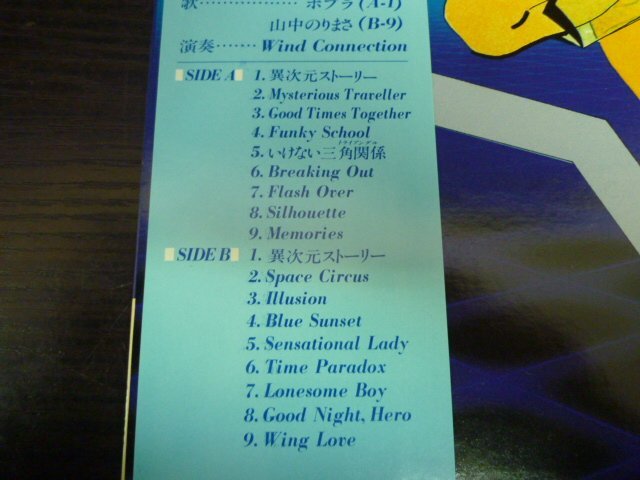 歌………………ポプラ(A-1)
山中のりまさ(B-9)
演奏……Wind Connection
SIDE A 1. 異次元ストーリー
2. Mysterious Traveller
3. Good Times Together
4. Funky School
トライアングル
5. いけない三角関係
6. Breaking Out
7. Flash Over
8. Silhouette
9. Memories
SIDE B 1. 異次元ストーリー
2. Space Circus
3. Illusion
4. Blue Sunset
5. Sensational Lady
6. Time Paradox
7. Lonesome Boy
8. Good Night, Hero
9. Wing Love